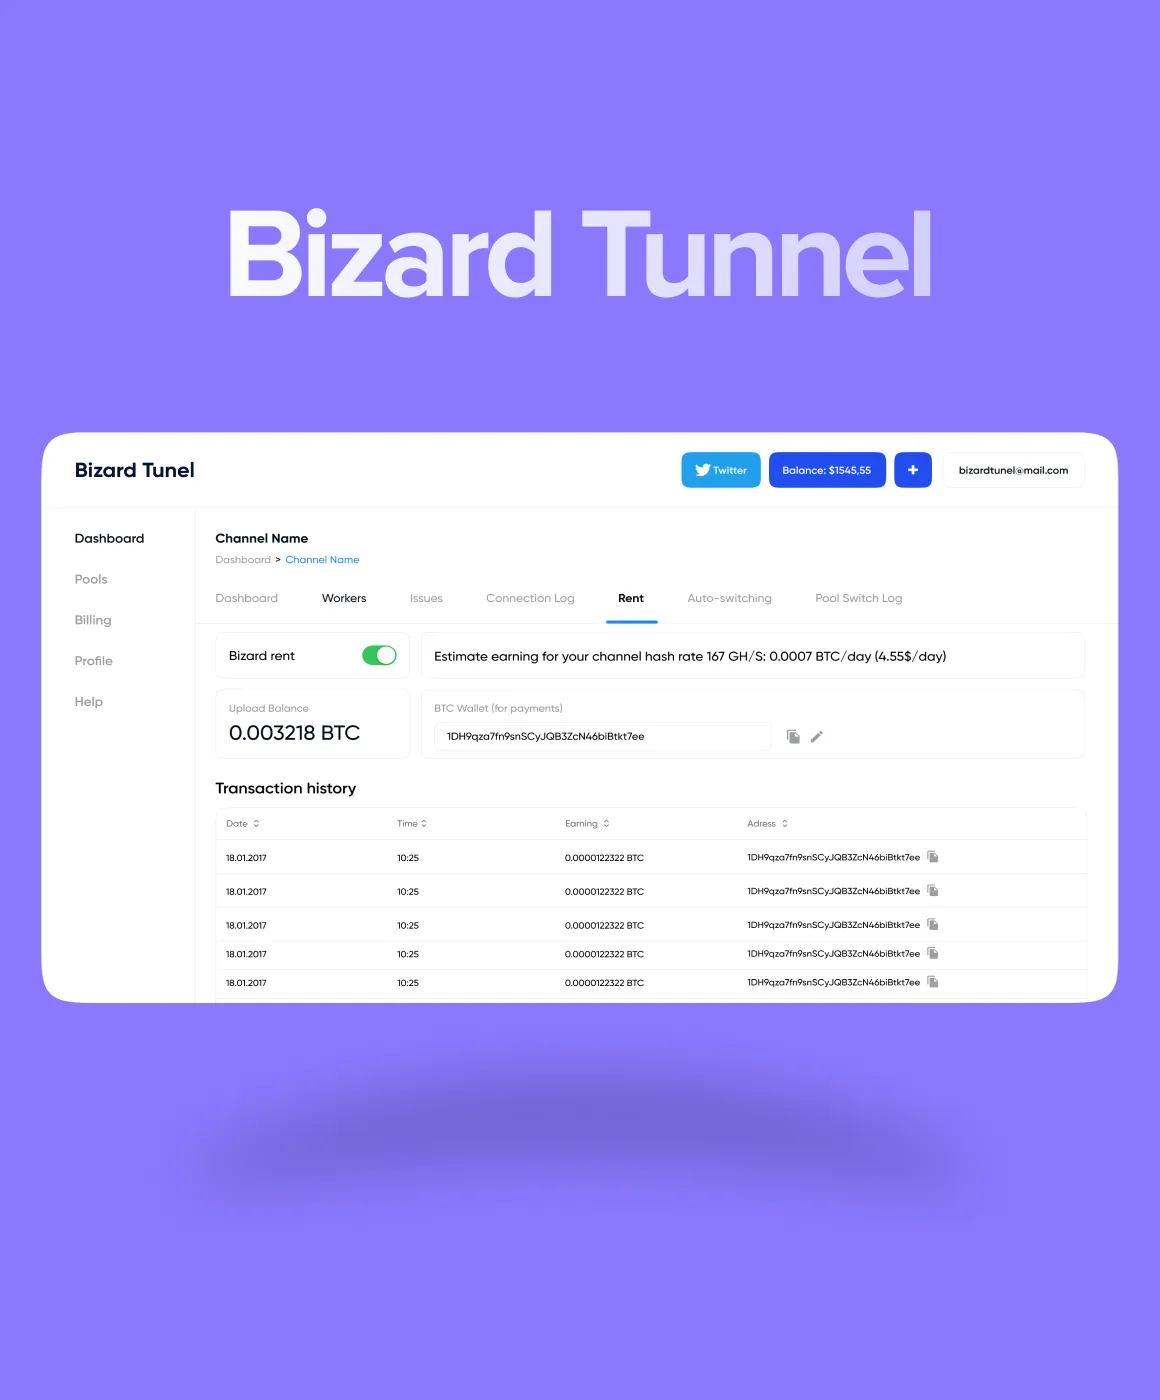 Bizard Tunnel
Bizard Tunel
Twitter
Balance: $1545,55
+
bizardtunel@mail.com
Dashboard
Pools
Billing
Profile
Help
Channel Name
Dashboard > Channel Name
Dashboard Workers Issues Connection Log Rent Auto-switching Pool Switch Log
Bizard rent
Estimate earning for your channel hash rate 167 GH/S: 0.0007 BTC/day (4.55$/day)
Upload Balance
0.003218 BTC
BTC Wallet (for payments)
1DH9qza7fn9snSCyJQB3ZcN46biBtkt7ee
Transaction history
Date Time Earning Adress
18.01.2017 10:25 0.0000122322 BTC 1DH9qza7fn9snSCyJQB3ZcN46biBtkt7ee
18.01.2017 10:25 0.0000122322 BTC 1DH9qza7fn9snSCyJQB3ZcN46biBtkt7ee
18.01.2017 10:25 0.0000122322 BTC 1DH9qza7fn9snSCyJQB3ZcN46biBtkt7ee
18.01.2017 10:25 0.0000122322 BTC 1DH9qza7fn9snSCyJQB3ZcN46biBtkt7ee
18.01.2017 10:25 0.0000122322 BTC 1DH9qza7fn9snSCyJQB3ZcN46biBtkt7ee